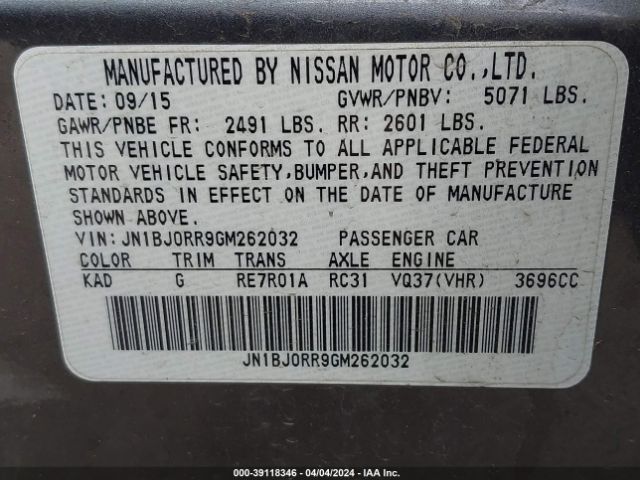 MANUFACTURED BY NISSAN MOTOR CO.,LTD.
DATE: 09/15 GVWR/PNBV: 5071 LBS.
GAWR/PNBE FR: 2491 LBS. RR: 2601 LBS.
THIS VEHICLE CONFORMS TO ALL APPLICABLE FEDERAL
MOTOR VEHICLE SAFETY,BUMPER,AND THEFT PREVENTION
STANDARDS IN EFFECT ON THE DATE OF MANUFACTURE
SHOWN ABOVE.
VIN: JN1BJ0RR9GM262032 PASSENGER CAR
COLOR TRIM TRANS AXLE ENGINE
KAD G RE7R01A RC31 VQ37(VHR) 3696CC
JN1BJ0RR9GM262032
000-39118346 - 04/04/2024 - IAA Inc.